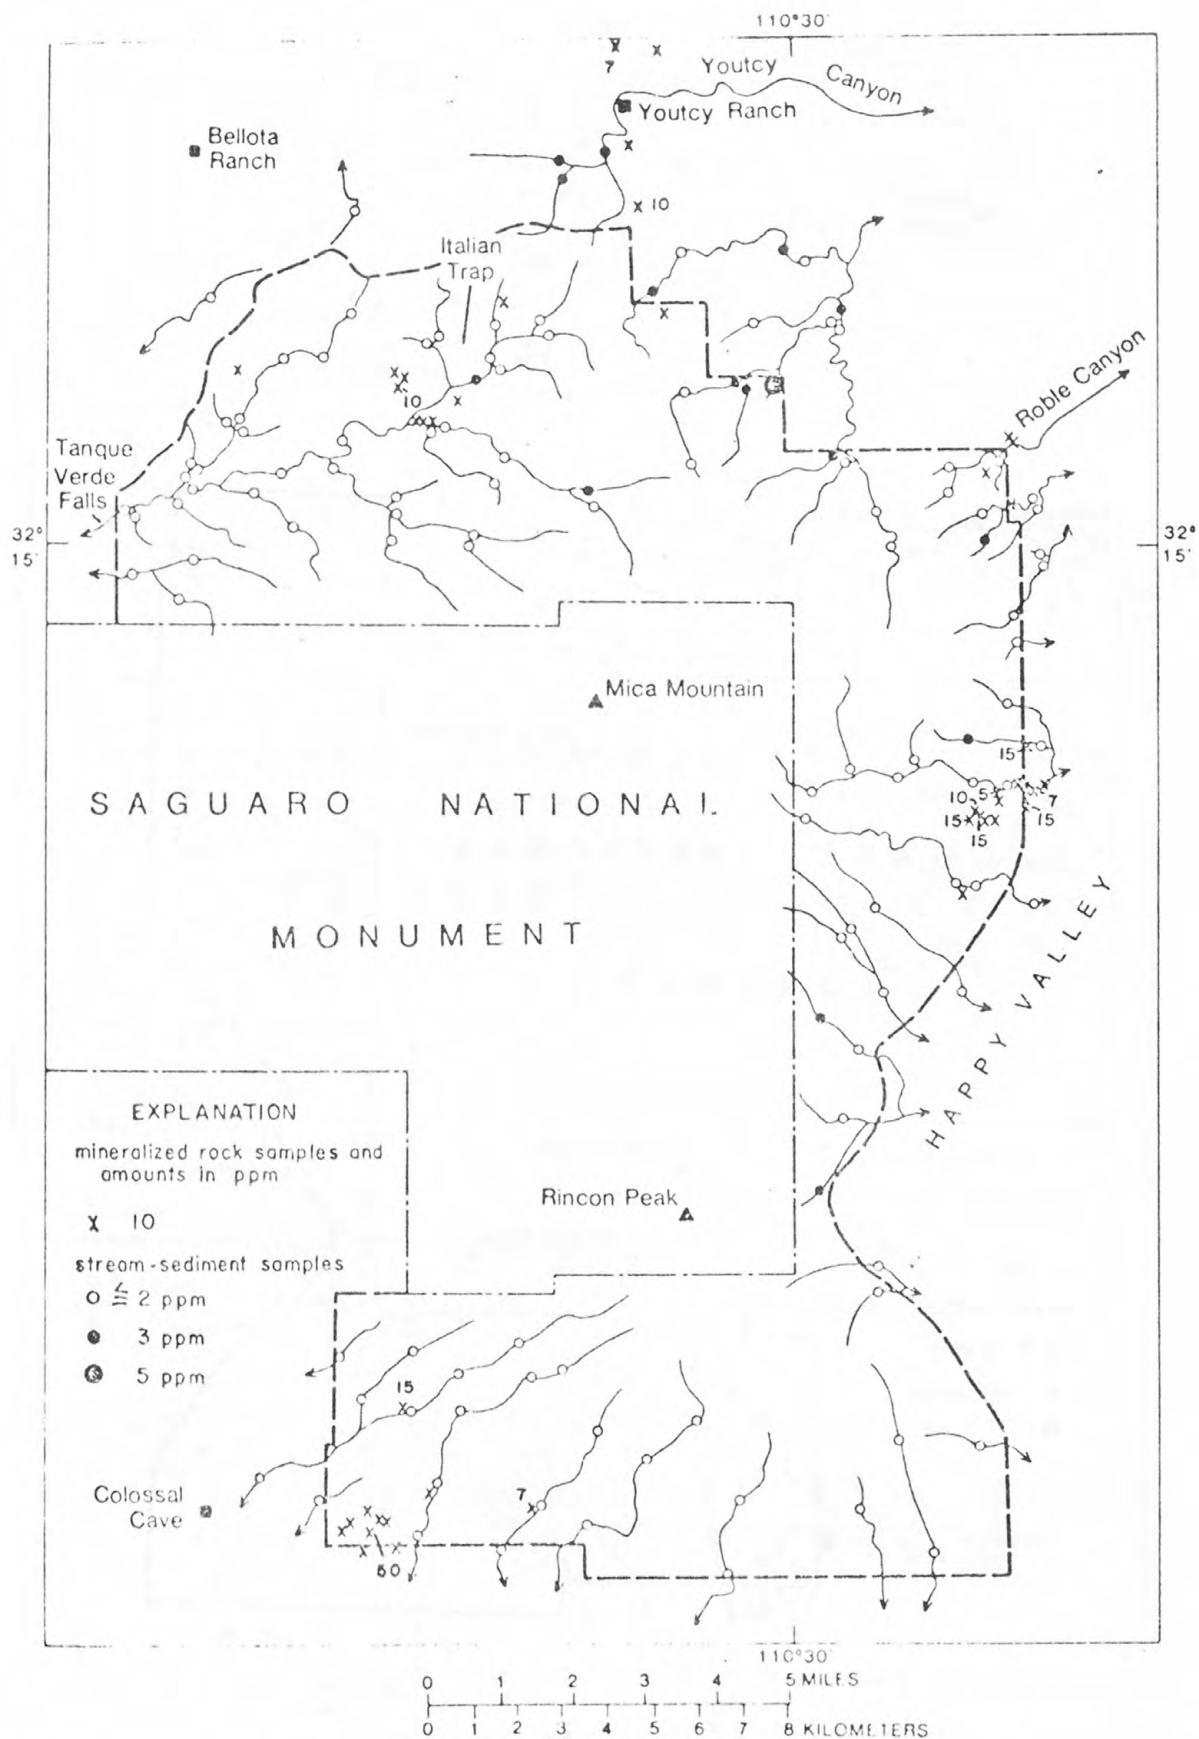 110°30'
7
Youtcy Canyon
Youtcy Ranch
Bellota
Ranch
10
Italian
Trap
10
Roble Canyon
Tanque
Verde
Falls
32°
15'
32°
15'
Mica Mountain
15
SAGUARO NATIONAL
10 5 7
15 15
15
MONUMENT
HAPPY VALLEY
EXPLANATION
mineralized rock samples and
amounts in ppm
x 10
Rincon Peak
stream-sediment samples
≤ 2 ppm
3 ppm
5 ppm
15
Colossal
Cave
7
50
110°30'
0 1 2 3 4 5 MILES
0 1 2 3 4 5 6 7 8 KILOMETERS